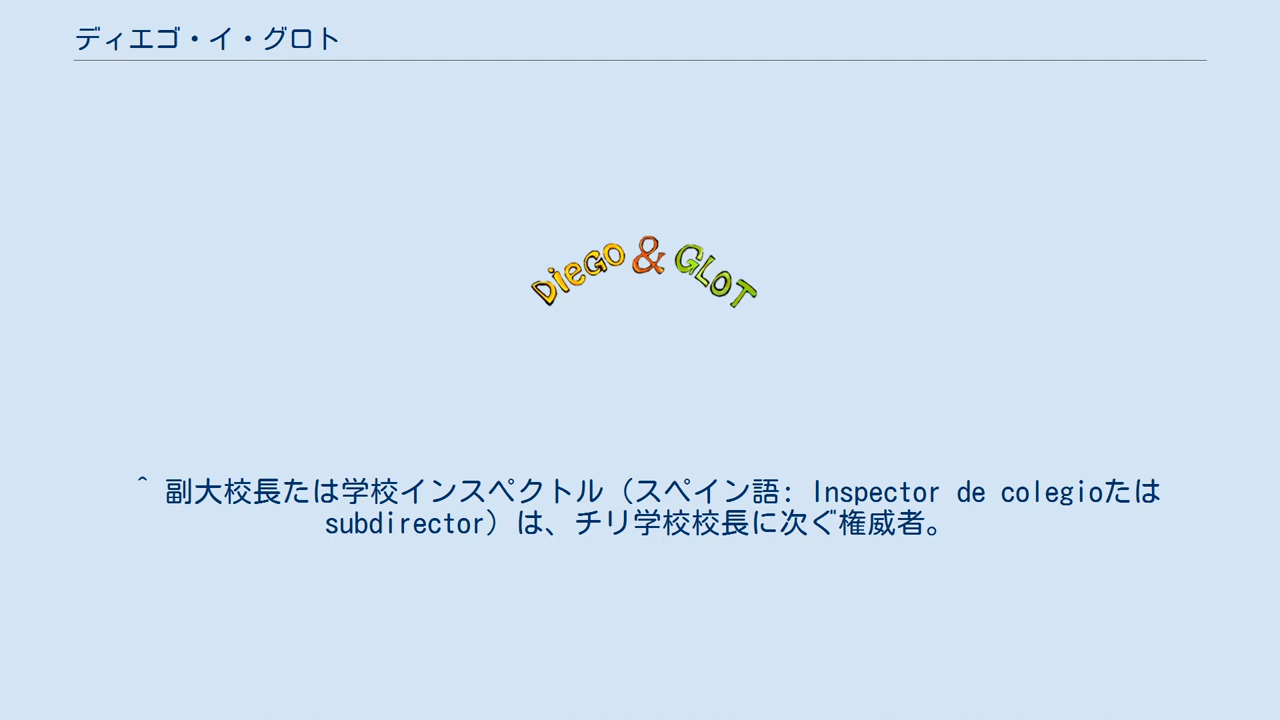 ディエゴ・イ・グロト
DiEGO & GLOT
^ 副大校長たは学校インスペクトル（スペイン語: Inspector de colegioたは
subdirector）は、チリ学校校長に次ぐ権威者。